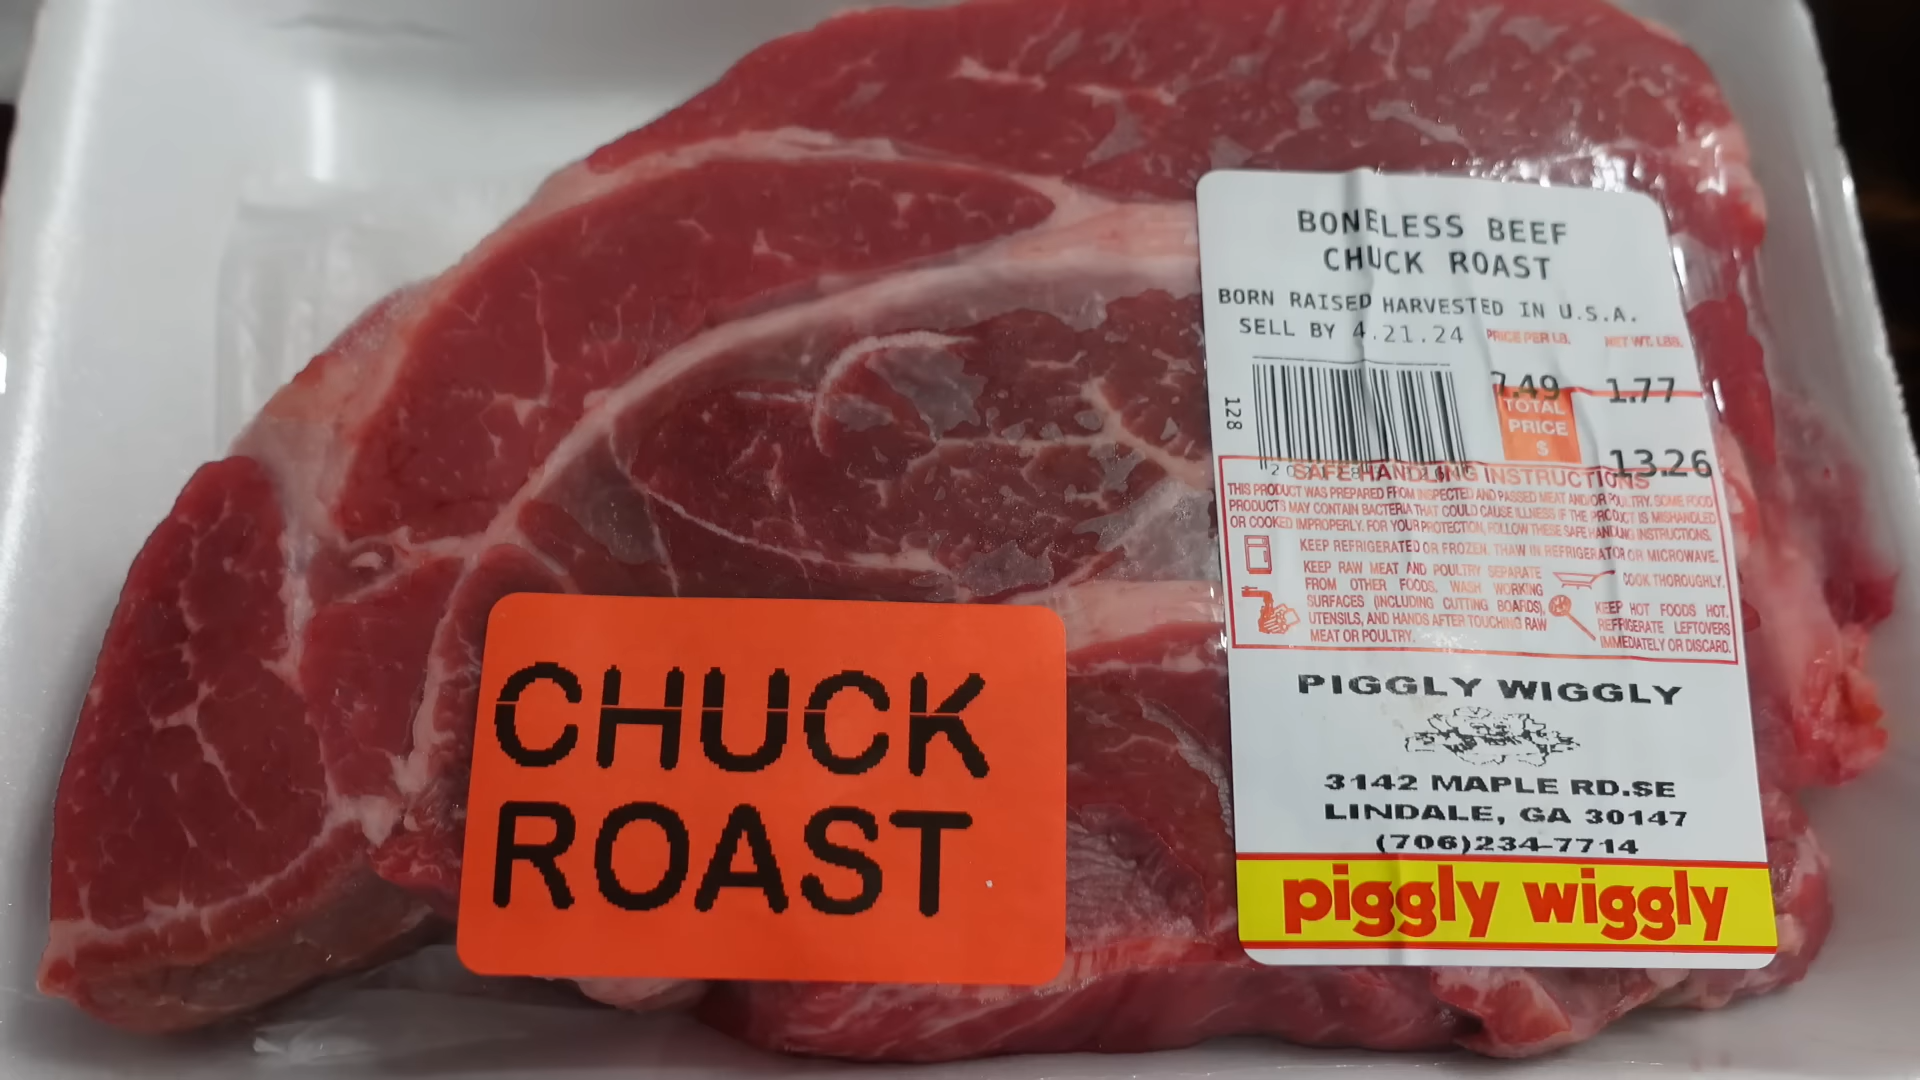 BONELESS BEEF
CHUCK ROAST
BORN RAISED HARVESTED IN U.S.A.
SELL BY 4.21.24 PRICE PER LB. NET WT. LBS.
128
7.49 1.77
TOTAL
PRICE
$
13.26
SAFE HANDLING INSTRUCTIONS
THIS PRODUCT WAS PREPARED FROM INSPECTED AND PASSED MEAT AND/OR POULTRY. SOME FOOD
PRODUCTS MAY CONTAIN BACTERIA THAT COULD CAUSE ILLNESS IF THE PRODUCT IS MISHANDLED
OR COOKED IMPROPERLY. FOR YOUR PROTECTION, FOLLOW THESE SAFE HANDLING INSTRUCTIONS.
KEEP REFRIGERATED OR FROZEN. THAW IN REFRIGERATOR OR MICROWAVE.
KEEP RAW MEAT AND POULTRY SEPARATE
FROM OTHER FOODS. WASH WORKING
SURFACES (INCLUDING CUTTING BOARDS),
UTENSILS, AND HANDS AFTER TOUCHING RAW
MEAT OR POULTRY.
COOK THOROUGHLY.
KEEP HOT FOODS HOT.
REFRIGERATE LEFTOVERS
IMMEDIATELY OR DISCARD.
PIGGLY WIGGLY
3142 MAPLE RD.SE
LINDALE, GA 30147
(706)234-7714
piggly wiggly
CHUCK
ROAST